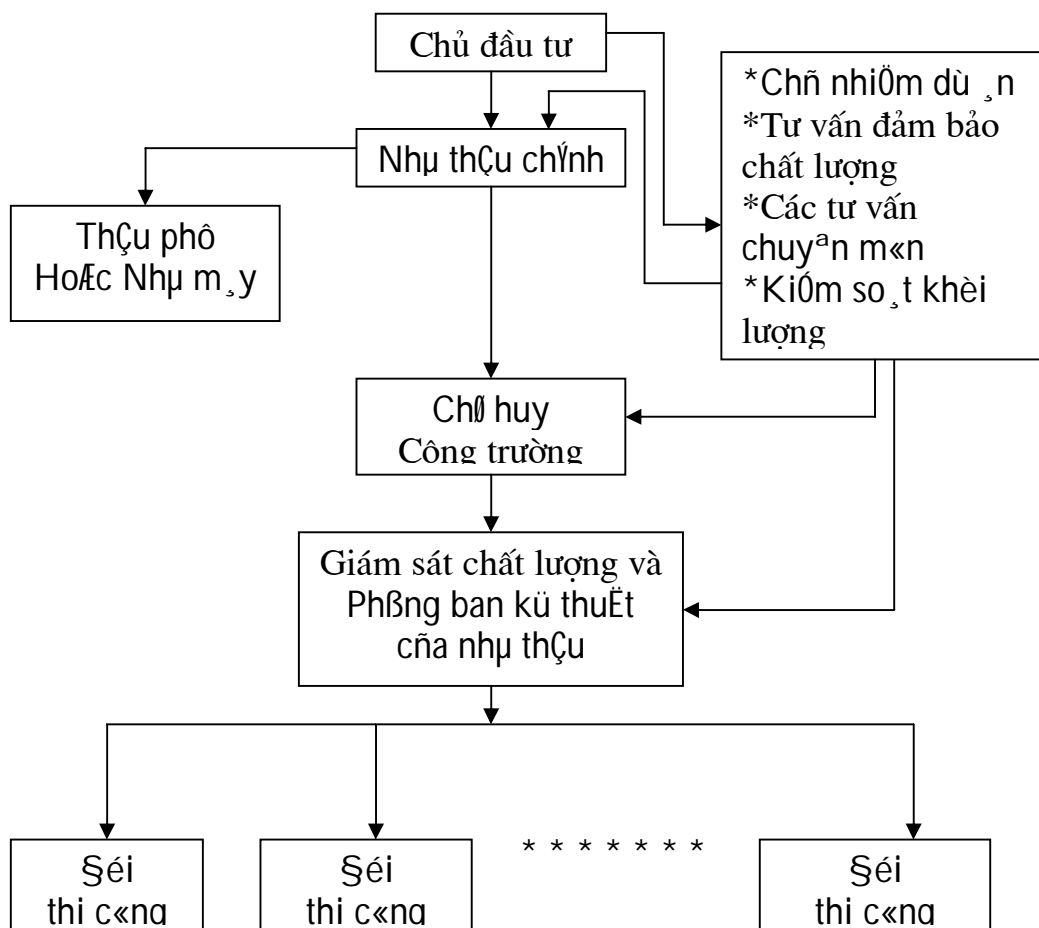 Chủ đầu tư
*Chñ nhiÖm dù ¸n
*Tư vấn đảm bảo
chất lượng
*Các tư vấn
chuyªn m«n
*KiÓm so¸t khèi
lượng
Nhµ thÇu chÝnh
ThÇu phô
HoÆc Nhµ m¸y
ChØ huy
Công trường
Giám sát chất lượng và
Phßng ban kü thuËt
cña nhµ thÇu
§éi
thi c«ng
§éi
thi c«ng
* * * * * * *
§éi
thi c«ng